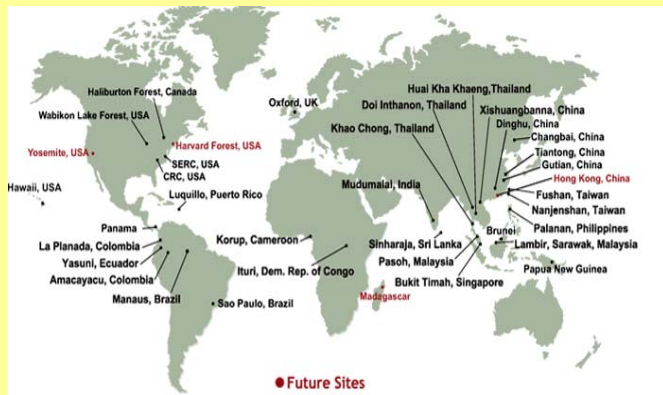 Haliburton Forest, Canada
Wabikon Lake Forest, USA
Yosemite, USA
Harvard Forest, USA
SERC, USA
CRC, USA
Hawaii, USA
Luquillo, Puerto Rico
Panama
La Planada, Colombia
Yasuni, Ecuador
Amacayacu, Colombia
Manaus, Brazil
Sao Paulo, Brazil
Oxford, UK
Korup, Cameroon
Ituri, Dem. Rep. of Congo
Madagascar
Huai Kha Khaeng,Thailand
Doi Inthanon, Thailand
Khao Chong, Thailand
Mudumalai, India
Sinharaja, Sri Lanka
Pasoh, Malaysia
Bukit Timah, Singapore
Xishuangbanna, China
Dinghu, China
Changbai, China
Tiantong, China
Gutian, China
Hong Kong, China
Fushan, Taiwan
Nanjenshan, Taiwan
Palanan, Philippines
Brunei
Lambir, Sarawak, Malaysia
Papua New Guinea
Future Sites